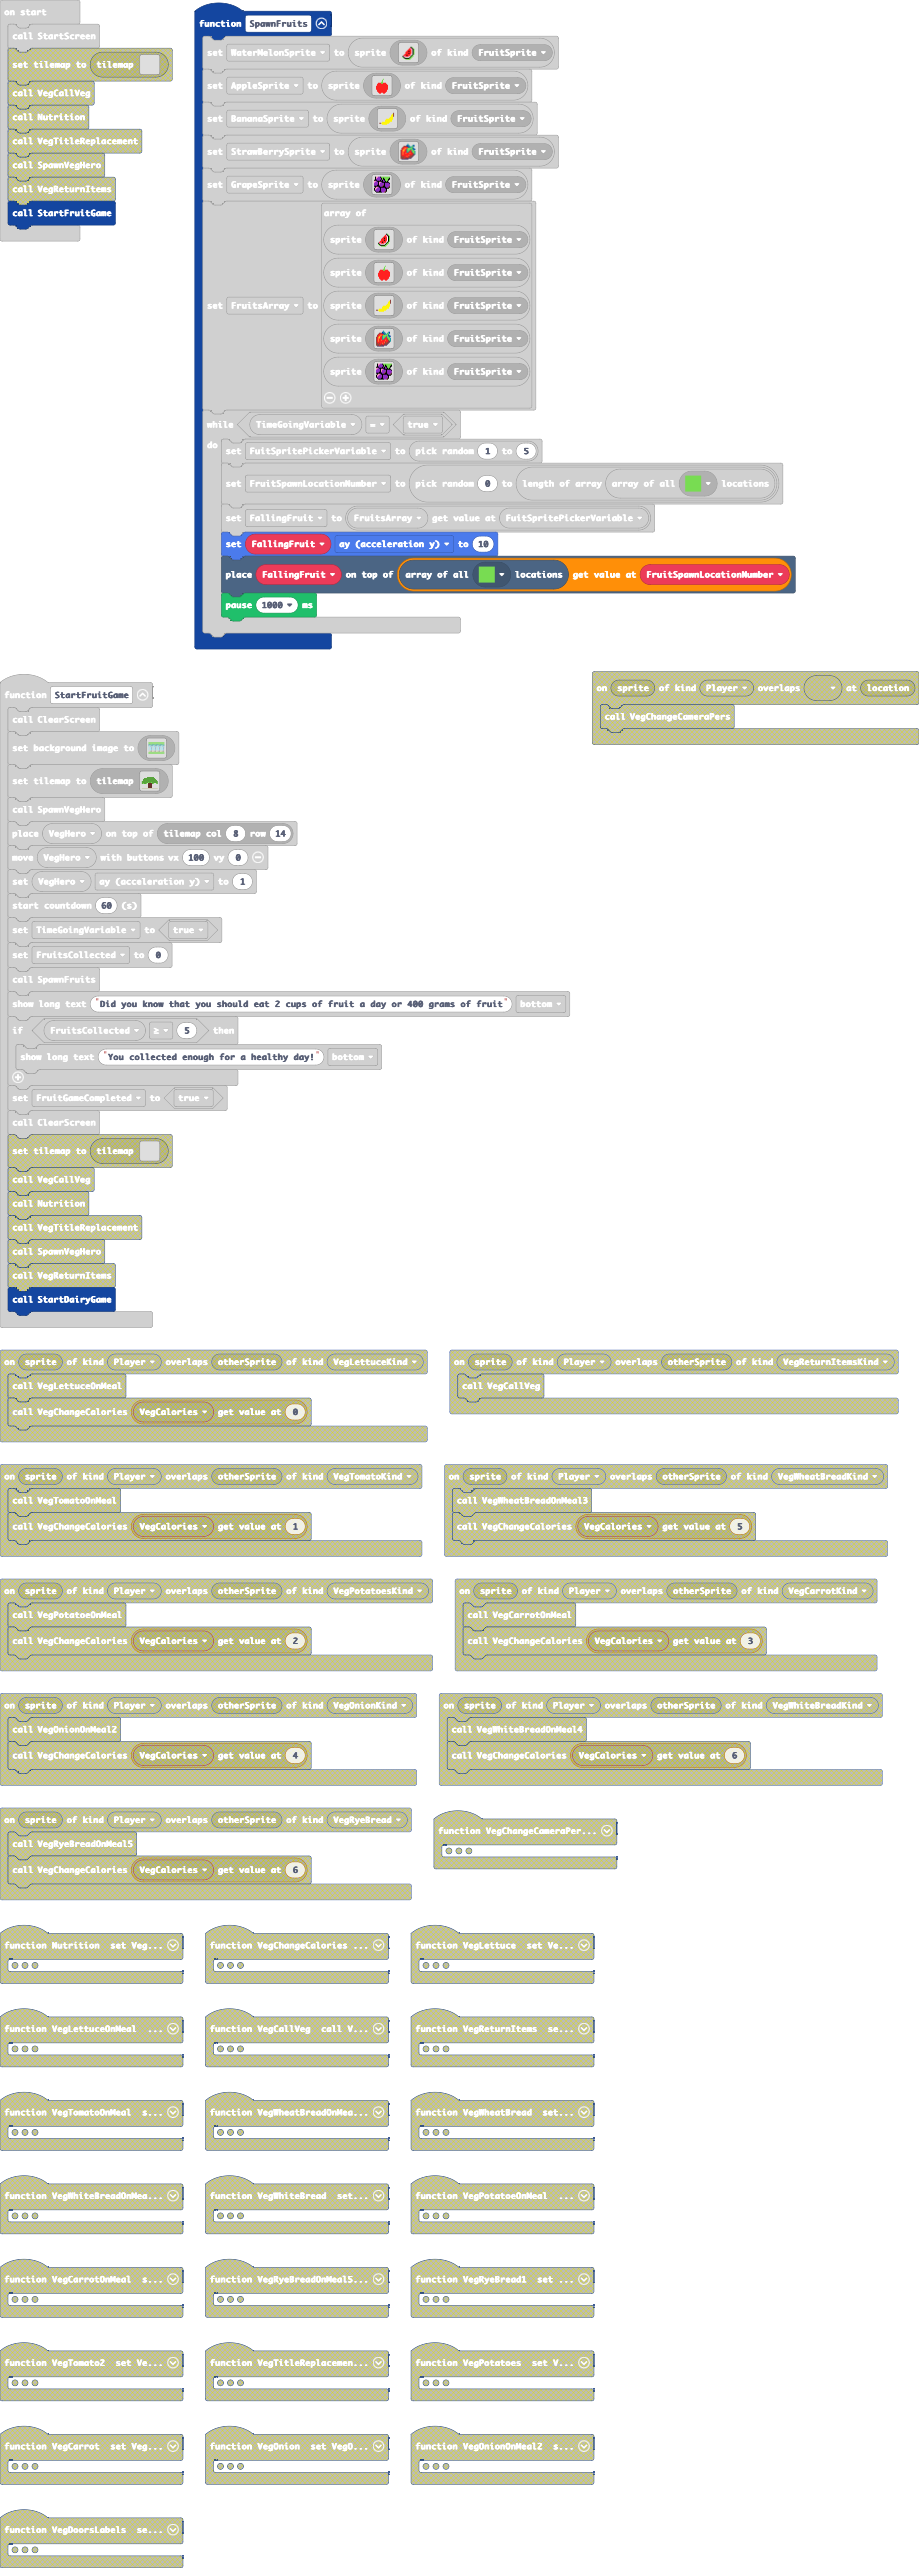 on start
call StartScreen
set tilemap to tilemap
call VegCallVeg
call Nutrition
call VegTitleReplacement
call SpawnVegHero
call VegReturnItems
call StartFruitGame
function SpawnFruits
set WaterMelonSprite to sprite of kind FruitSprite
set AppleSprite to sprite of kind FruitSprite
set BananaSprite to sprite of kind FruitSprite
set StrawBerrySprite to sprite of kind FruitSprite
set GrapeSprite to sprite of kind FruitSprite
set FruitsArray to array of
sprite of kind FruitSprite
sprite of kind FruitSprite
sprite of kind FruitSprite
sprite of kind FruitSprite
sprite of kind FruitSprite
while TimeGoingVariable = true
do
set FuitSpritePickerVariable to pick random 1 to 5
set FruitSpawnLocationNumber to pick random 0 to length of array array of all locations
set FallingFruit to FruitsArray get value at FuitSpritePickerVariable
set FallingFruit ay (acceleration y) to 10
place FallingFruit on top of array of all locations get value at FruitSpawnLocationNumber
pause 1000 ms
function StartFruitGame
call ClearScreen
set background image to
set tilemap to tilemap
call SpawnVegHero
place VegHero on top of tilemap col 8 row 14
move VegHero with buttons vx 100 vy 0
set VegHero ay (acceleration y) to 1
start countdown 60 (s)
set TimeGoingVariable to true
set FruitsCollected to 0
call SpawnFruits
show long text "Did you know that you should eat 2 cups of fruit a day or 400 grams of fruit" bottom
if FruitsCollected ≥ 5 then
show long text "You collected enough for a healthy day!" bottom
set FruitGameCompleted to true
call ClearScreen
set tilemap to tilemap
call VegCallVeg
call Nutrition
call VegTitleReplacement
call SpawnVegHero
call VegReturnItems
call StartDairyGame
on sprite of kind Player overlaps at location
call VegChangeCameraPers
on sprite of kind Player overlaps otherSprite of kind VegLettuceKind
call VegLettuceOnMeal
call VegChangeCalories VegCalories get value at 0
on sprite of kind Player overlaps otherSprite of kind VegReturnItemsKind
call VegCallVeg
on sprite of kind Player overlaps otherSprite of kind VegTomatoKind
call VegTomatoOnMeal
call VegChangeCalories VegCalories get value at 1
on sprite of kind Player overlaps otherSprite of kind VegWheatBreadKind
call VegWheatBreadOnMeal3
call VegChangeCalories VegCalories get value at 5
on sprite of kind Player overlaps otherSprite of kind VegPotatoesKind
call VegPotatoeOnMeal
call VegChangeCalories VegCalories get value at 2
on sprite of kind Player overlaps otherSprite of kind VegCarrotKind
call VegCarrotOnMeal
call VegChangeCalories VegCalories get value at 3
on sprite of kind Player overlaps otherSprite of kind VegOnionKind
call VegOnionOnMeal2
call VegChangeCalories VegCalories get value at 4
on sprite of kind Player overlaps otherSprite of kind VegWhiteBreadKind
call VegWhiteBreadOnMeal4
call VegChangeCalories VegCalories get value at 6
on sprite of kind Player overlaps otherSprite of kind VegRyeBread
call VegRyeBreadOnMeal5
call VegChangeCalories VegCalories get value at 6
function VegChangeCameraPer...
function Nutrition set Veg...
function VegChangeCalories ...
function VegLettuce set Ve...
function VegLettuceOnMeal ...
function VegCallVeg call V...
function VegReturnItems se...
function VegTomatoOnMeal s...
function VegWheatBreadOnMea...
function VegWheatBread set...
function VegWhiteBreadOnMea...
function VegWhiteBread set...
function VegPotatoeOnMeal ...
function VegCarrotOnMeal s...
function VegRyeBreadOnMeal5...
function VegRyeBread1 set ...
function VegTomato2 set Ve...
function VegTitleReplacemen...
function VegPotatoes set V...
function VegCarrot set Veg...
function VegOnion set VegO...
function VegOnionOnMeal2 s...
function VegDoorsLabels se...